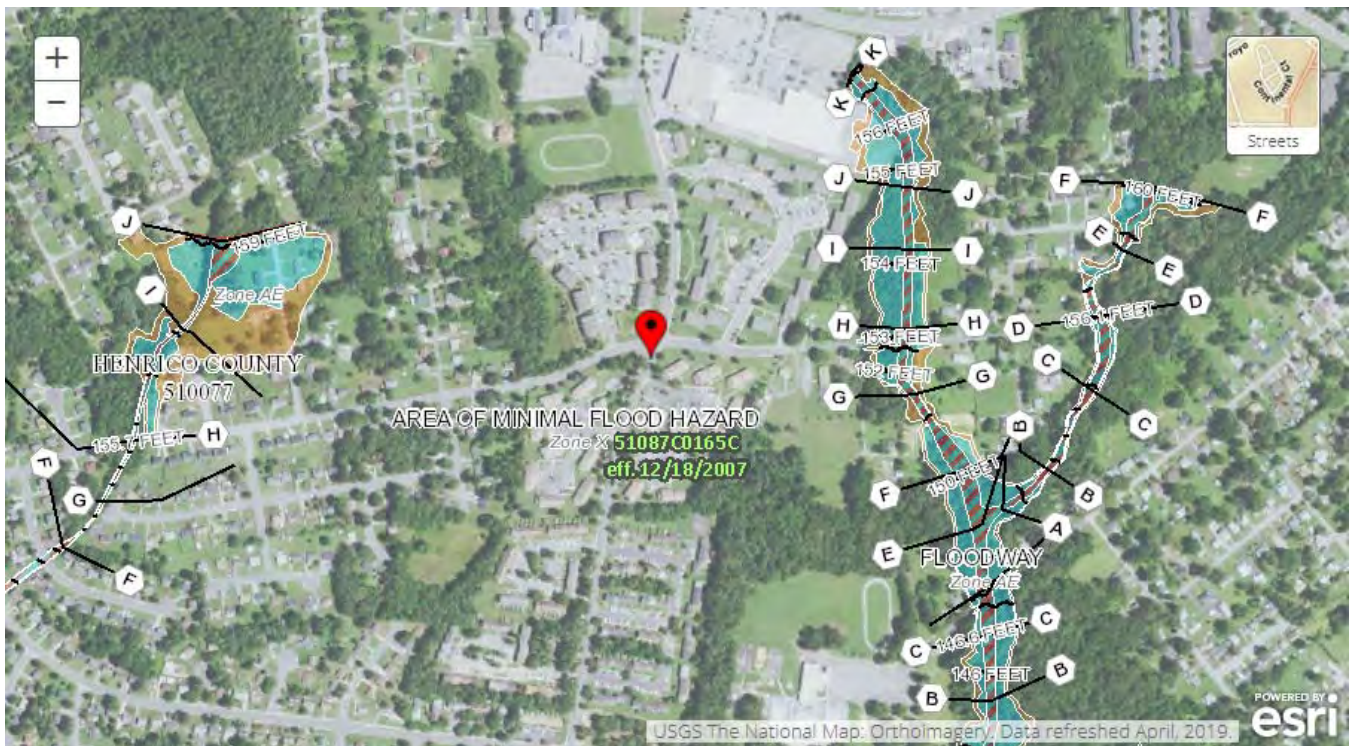 +
−
royo
Continental Ct
Streets
K
K
156 FEET
155 FEET
J
J
F
160 FEET
F
J
159 FEET
E
E
I
I
154 FEET
I
Zone AE
D
156.1 FEET
D
H
H
153 FEET
HENRICO COUNTY
510077
152 FEET
G
G
C
C
AREA OF MINIMAL FLOOD HAZARD
Zone X 51087C0165C
eff. 12/18/2007
155.7 FEET
H
B
F
G
F
150 FEET
B
A
E
F
FLOODWAY
Zone AE
C
146.6 FEET
C
B
146 FEET
B
USGS The National Map: Orthoimagery. Data refreshed April, 2019.
POWERED BY
esri